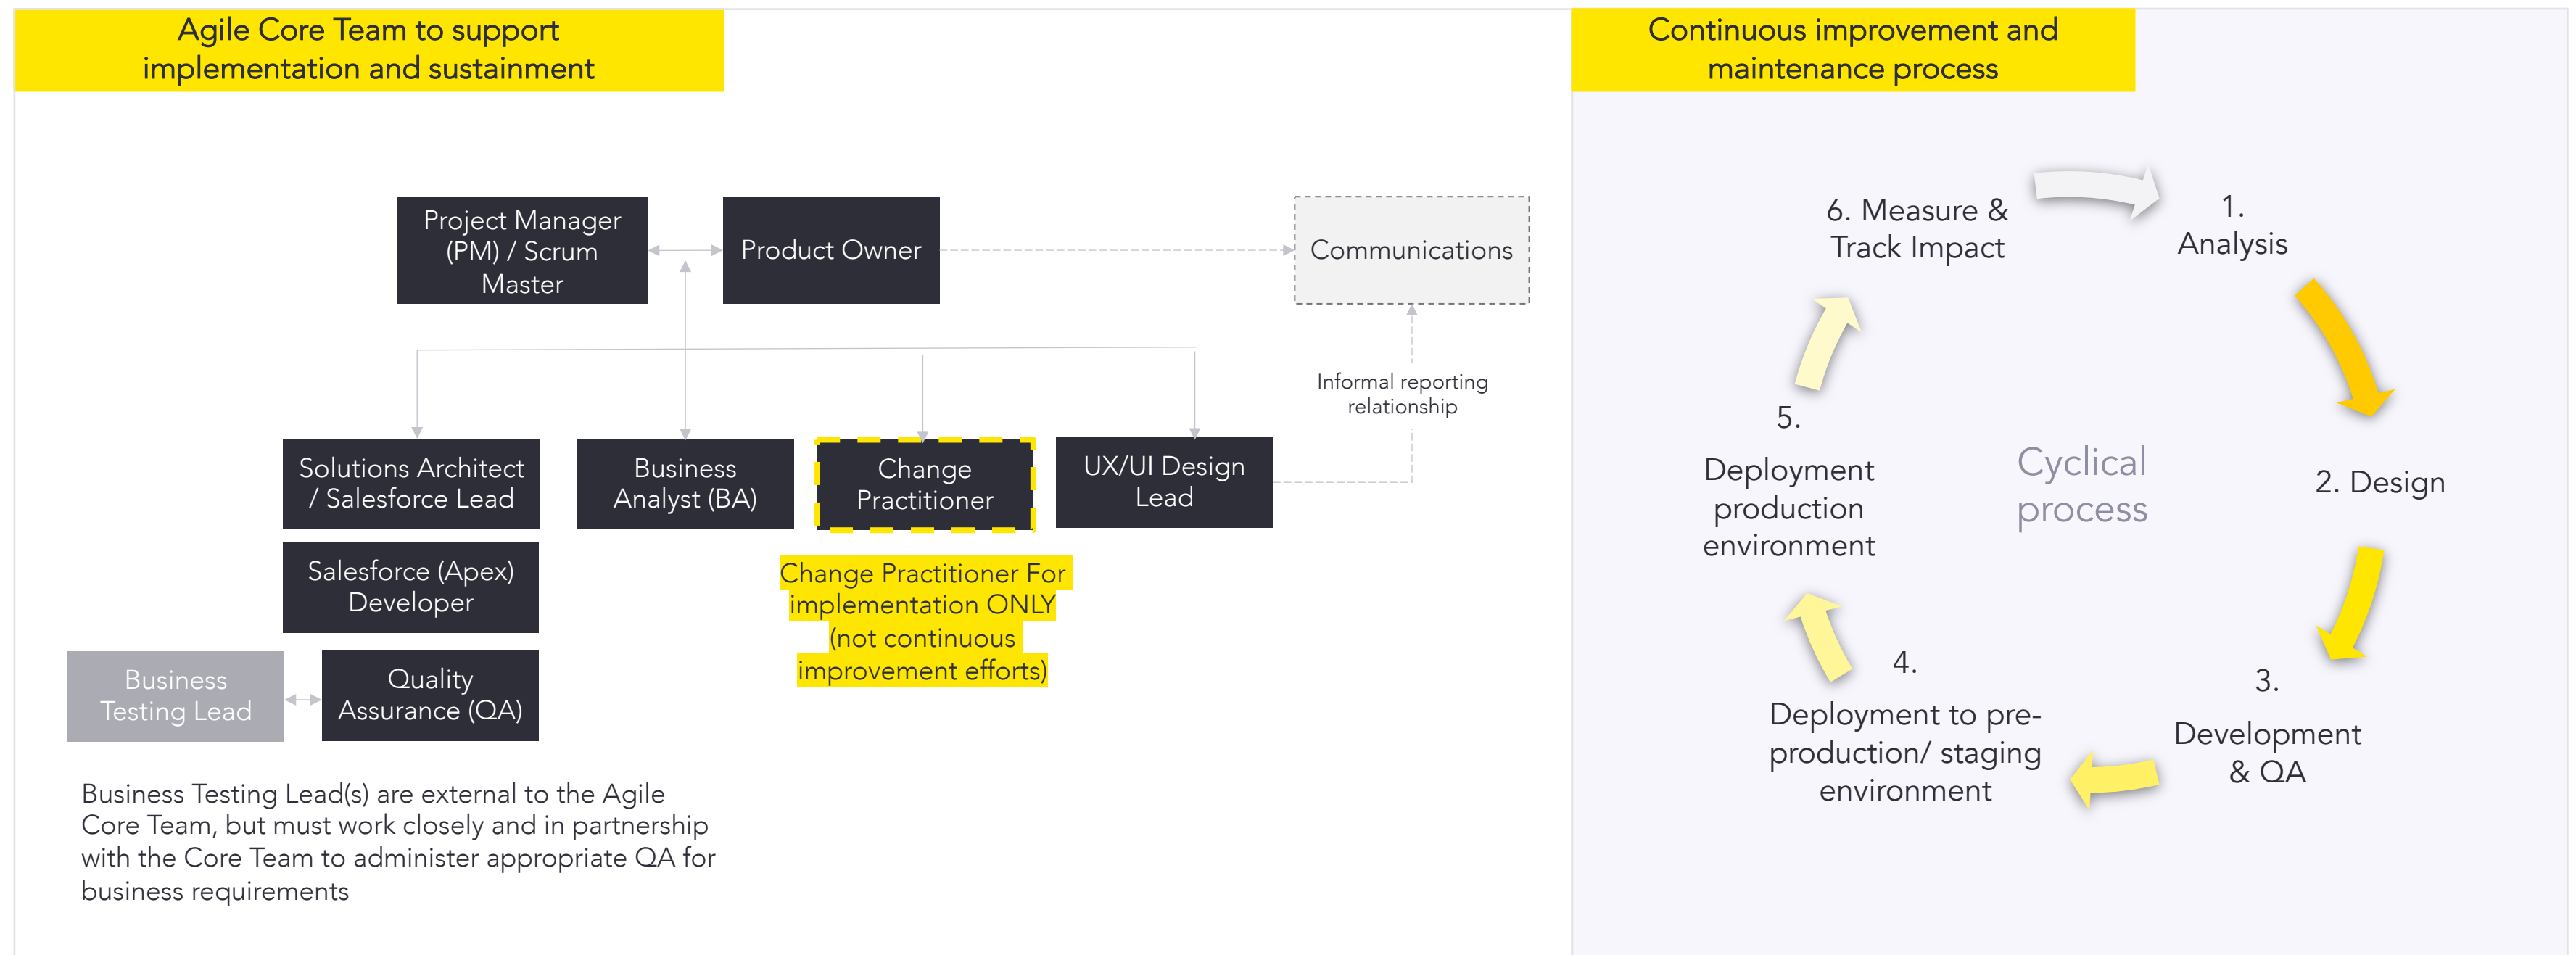 Agile Core Team to support
implementation and sustainment
Project Manager
(PM) / Scrum
Master
Product Owner
Communications
Informal reporting
relationship
Solutions Architect
/ Salesforce Lead
Business
Analyst (BA)
Change
Practitioner
UX/UI Design
Lead
Salesforce (Apex)
Developer
Change Practitioner For
implementation ONLY
(not continuous
improvement efforts)
Business
Testing Lead
Quality
Assurance (QA)
Business Testing Lead(s) are external to the Agile
Core Team, but must work closely and in partnership
with the Core Team to administer appropriate QA for
business requirements
Continuous improvement and
maintenance process
1.
Analysis
2. Design
3.
Development
& QA
4.
Deployment to pre-
production/ staging
environment
5.
Deployment
production
environment
6. Measure &
Track Impact
Cyclical
process